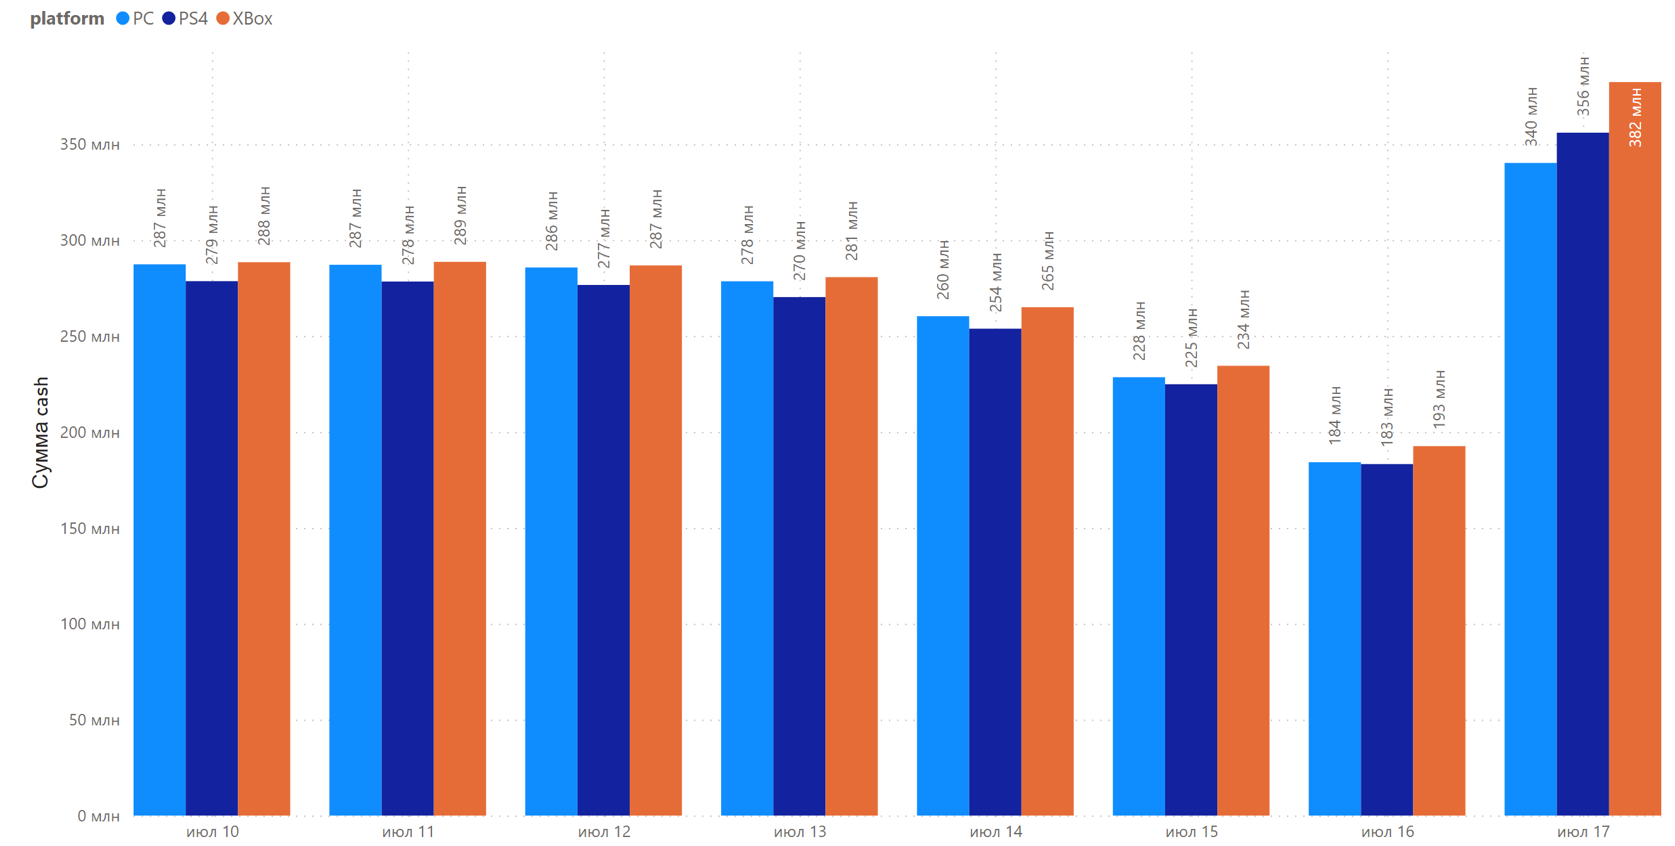 platform PC PS4 XBox
Сумма cash
350 млн
300 млн
250 млн
200 млн
150 млн
100 млн
50 млн
0 млн
287 млн 279 млн 288 млн
287 млн 278 млн 289 млн
286 млн 277 млн 287 млн
278 млн 270 млн 281 млн
260 млн 254 млн 265 млн
228 млн 225 млн 234 млн
184 млн 183 млн 193 млн
340 млн 356 млн 382 млн
июл 10 июл 11 июл 12 июл 13 июл 14 июл 15 июл 16 июл 17